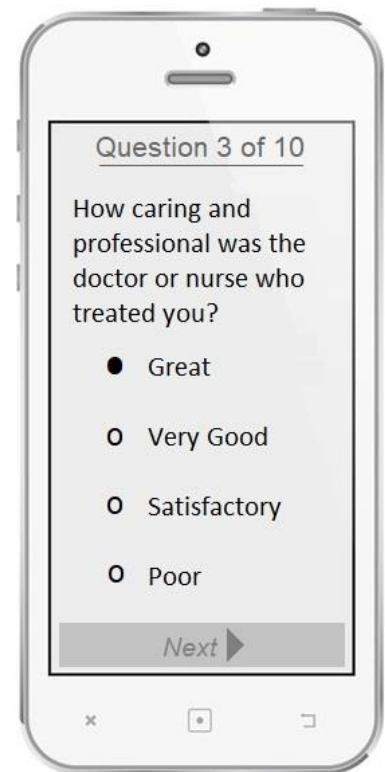 Question 3 of 10
How caring and
professional was the
doctor or nurse who
treated you?
Great
Very Good
Satisfactory
Poor
Next